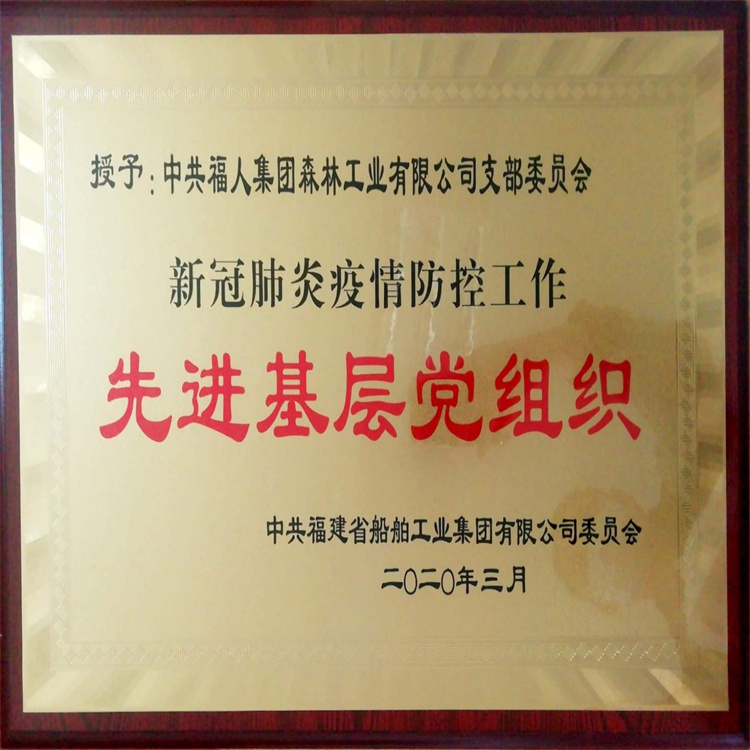 授予：中共福人集团森林工业有限公司支部委员会
新冠肺炎疫情防控工作
先进基层党组织
中共福建省船舶工业集团有限公司委员会
二〇二〇年三月